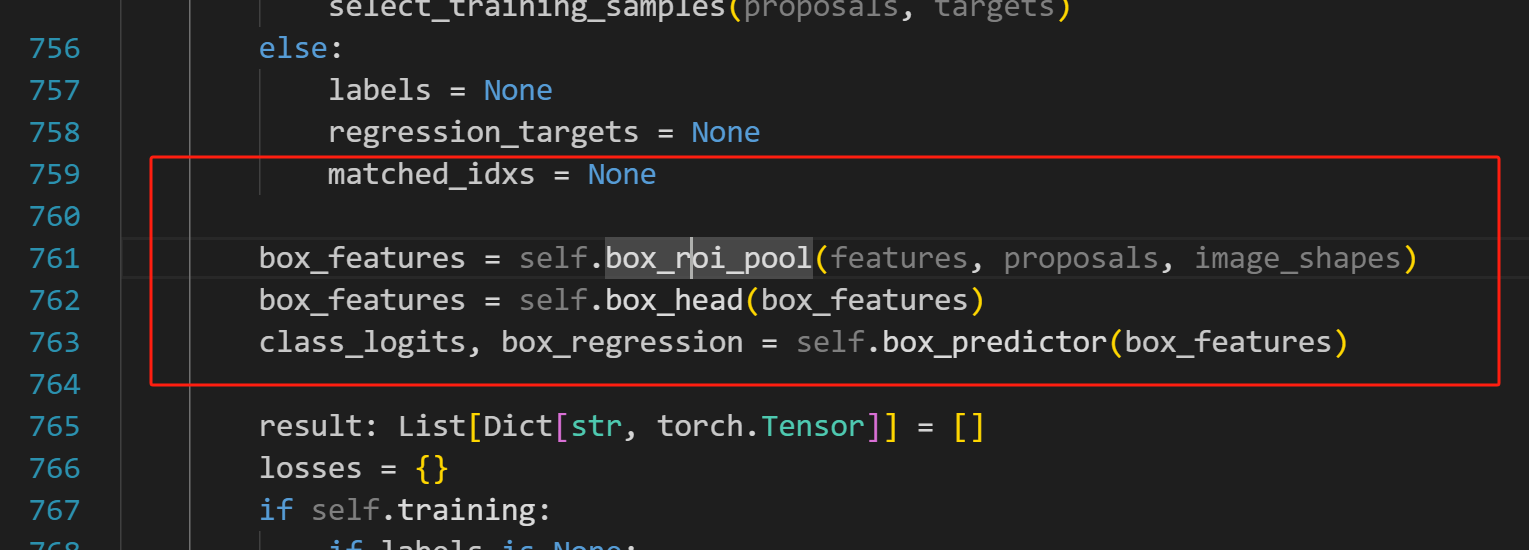 select_training_samples(proposals, targets)
756 else:
757 labels = None
758 regression_targets = None
759 matched_idxs = None
760
761 box_features = self.box_roi_pool(features, proposals, image_shapes)
762 box_features = self.box_head(box_features)
763 class_logits, box_regression = self.box_predictor(box_features)
764
765 result: List[Dict[str, torch.Tensor]] = []
766 losses = {}
767 if self.training:
768 if labels is None: